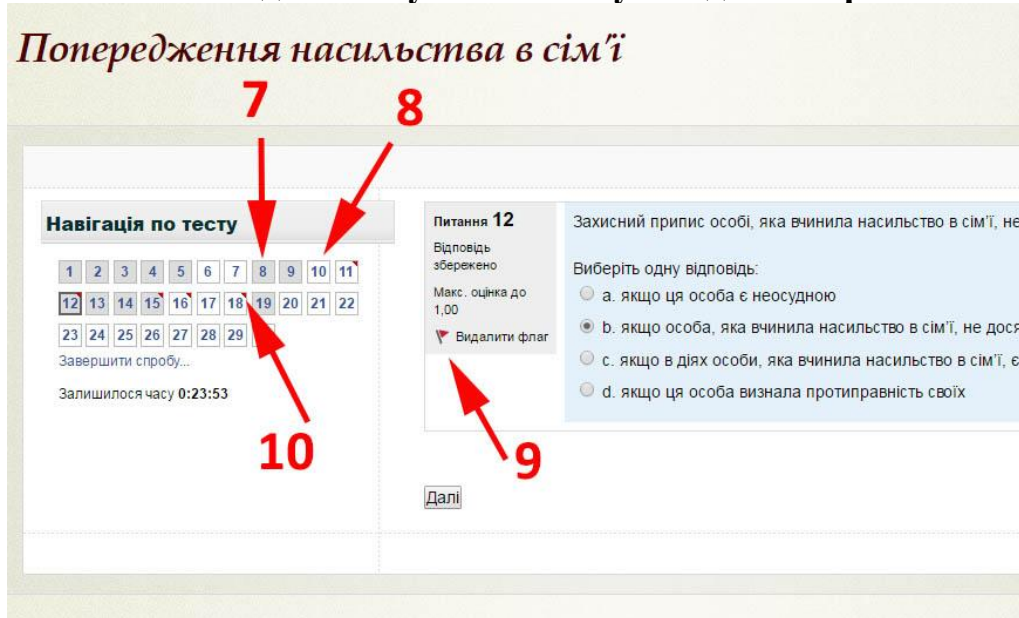 Попередження насильства в сім'ї
7
8
Навігація по тесту
1 2 3 4 5 6 7 8 9 10 11
12 13 14 15 16 17 18 19 20 21 22
23 24 25 26 27 28 29
Завершити спробу...
Залишилося часу 0:23:53
10
Питання 12
Відповідь
збережено
Макс. оцінка до
1,00
Видалити флаг
9
Захисний припис особі, яка вчинила насильство в сім'ї, не
Виберіть одну відповідь:
a. якщо ця особа є неосудною
b. якщо особа, яка вчинила насильство в сім'ї, не дося
c. якщо в діях особи, яка вчинила насильство в сім'ї, є
d. якщо ця особа визнала протиправність своїх
Далі